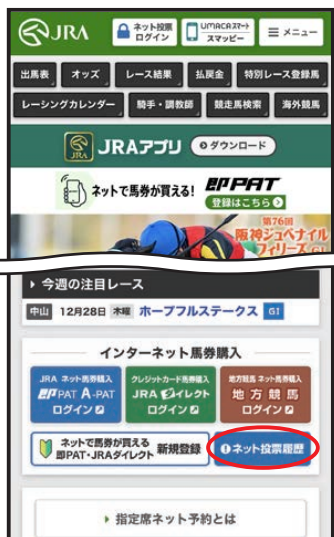 JRA
ネット投票
ログイン
UMACAスマート
スマッピー
メニュー
出馬表
オッズ
レース結果
払戻金
特別レース登録馬
レーシングカレンダー
騎手・調教師
競走馬検索
海外競馬
JRA
JRAアプリ
ダウンロード
ネットで馬券が買える!
即PAT
登録はこちら
第76回
阪神ジュベナイル
フィリーズ GI
今週の注目レース
中山 12月28日 木曜 ホープフルステークス GI
インターネット馬券購入
JRA ネット馬券購入
即PAT A-PAT
ログイン
クレジットカード馬券購入
JRAダイレクト
ログイン
地方競馬 ネット馬券購入
地方競馬
ログイン
ネットで馬券が買える
即PAT・JRAダイレクト
新規登録
ネット投票履歴
指定席ネット予約とは